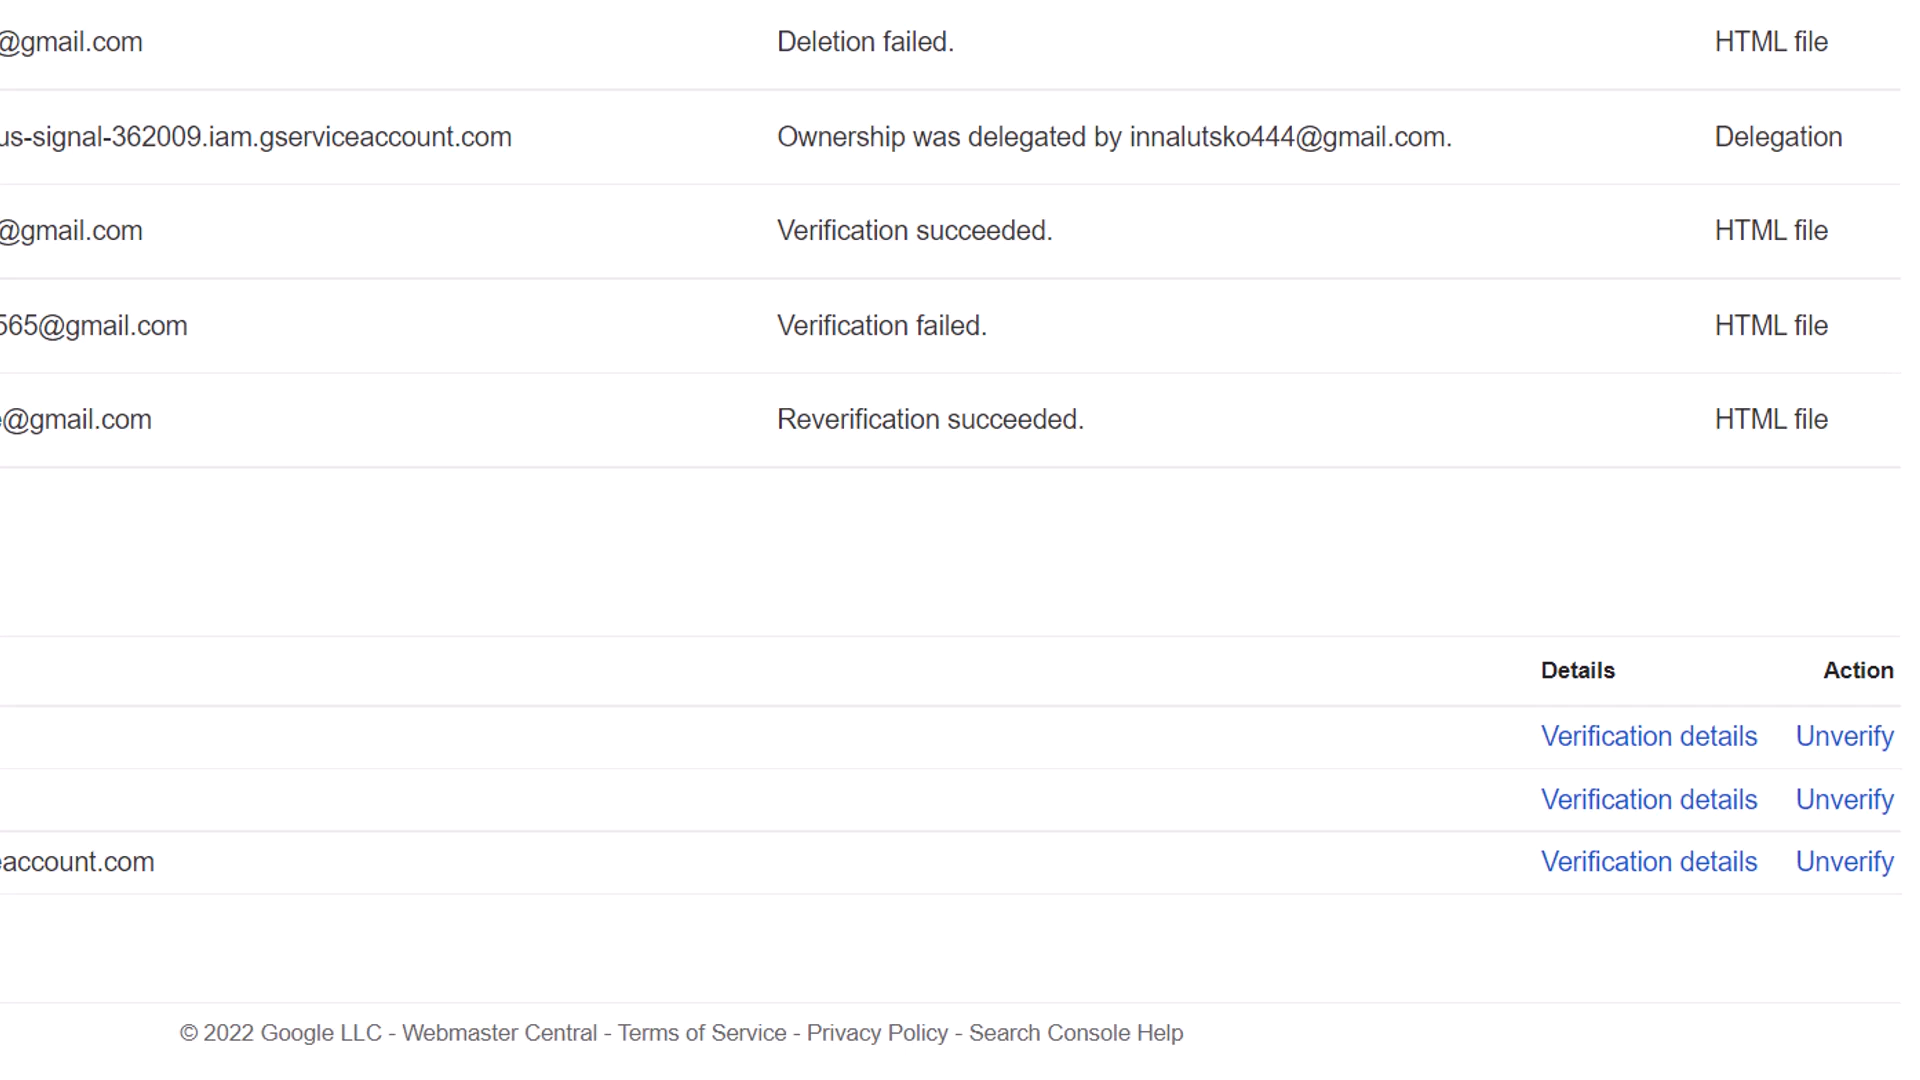 @gmail.com Deletion failed. HTML file
us-signal-362009.iam.gserviceaccount.com Ownership was delegated by innalutsko444@gmail.com. Delegation
@gmail.com Verification succeeded. HTML file
565@gmail.com Verification failed. HTML file
e@gmail.com Reverification succeeded. HTML file
Details Action
Verification details Unverify
Verification details Unverify
eaccount.com Verification details Unverify
© 2022 Google LLC - Webmaster Central - Terms of Service - Privacy Policy - Search Console Help